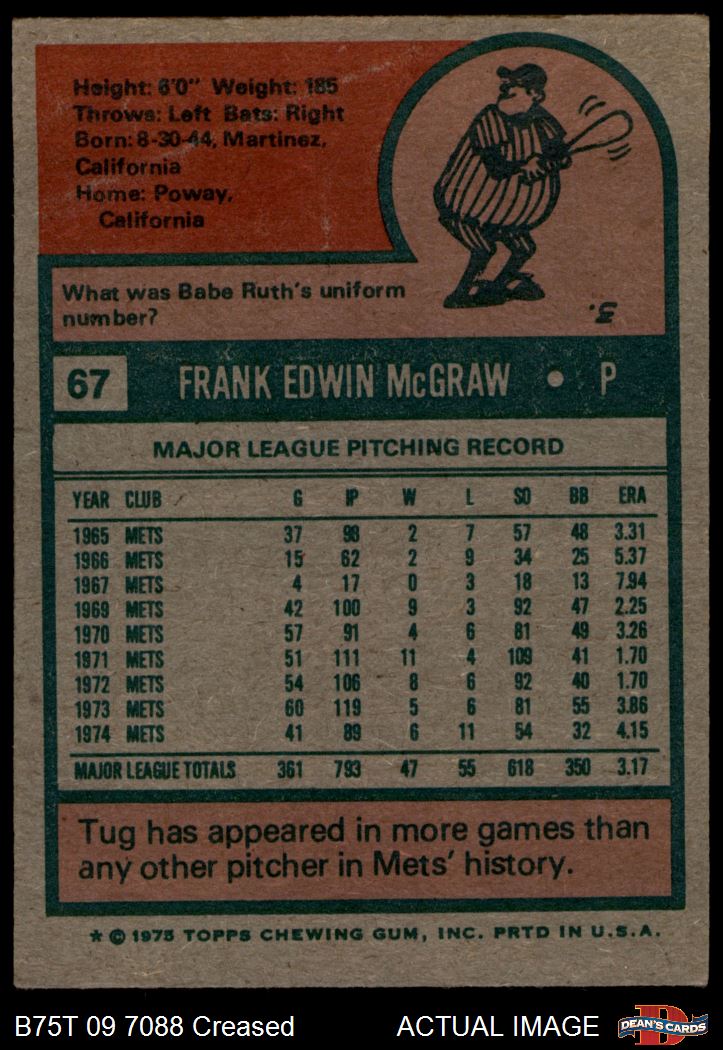 Height: 6'0" Weight: 185
Throws: Left Bats: Right
Born: 8-30-44, Martinez,
California
Home: Poway,
California
What was Babe Ruth's uniform
number?
3.
67 FRANK EDWIN McGRAW • P
MAJOR LEAGUE PITCHING RECORD
YEAR CLUB G IP W L SO BB ERA
1965 METS 37 98 2 7 57 48 3.31
1966 METS 15 62 2 9 34 25 5.37
1967 METS 4 17 0 3 18 13 7.94
1969 METS 42 100 9 3 92 47 2.25
1970 METS 57 91 4 6 81 49 3.26
1971 METS 51 111 11 4 109 41 1.70
1972 METS 54 106 8 6 92 40 1.70
1973 METS 60 119 5 6 81 55 3.86
1974 METS 41 89 6 11 54 32 4.15
MAJOR LEAGUE TOTALS 361 793 47 55 618 350 3.17
Tug has appeared in more games than
any other pitcher in Mets' history.
* © 1975 TOPPS CHEWING GUM, INC. PRTD IN U.S.A.
B75T 09 7088 Creased ACTUAL IMAGE DEAN'S CARDS